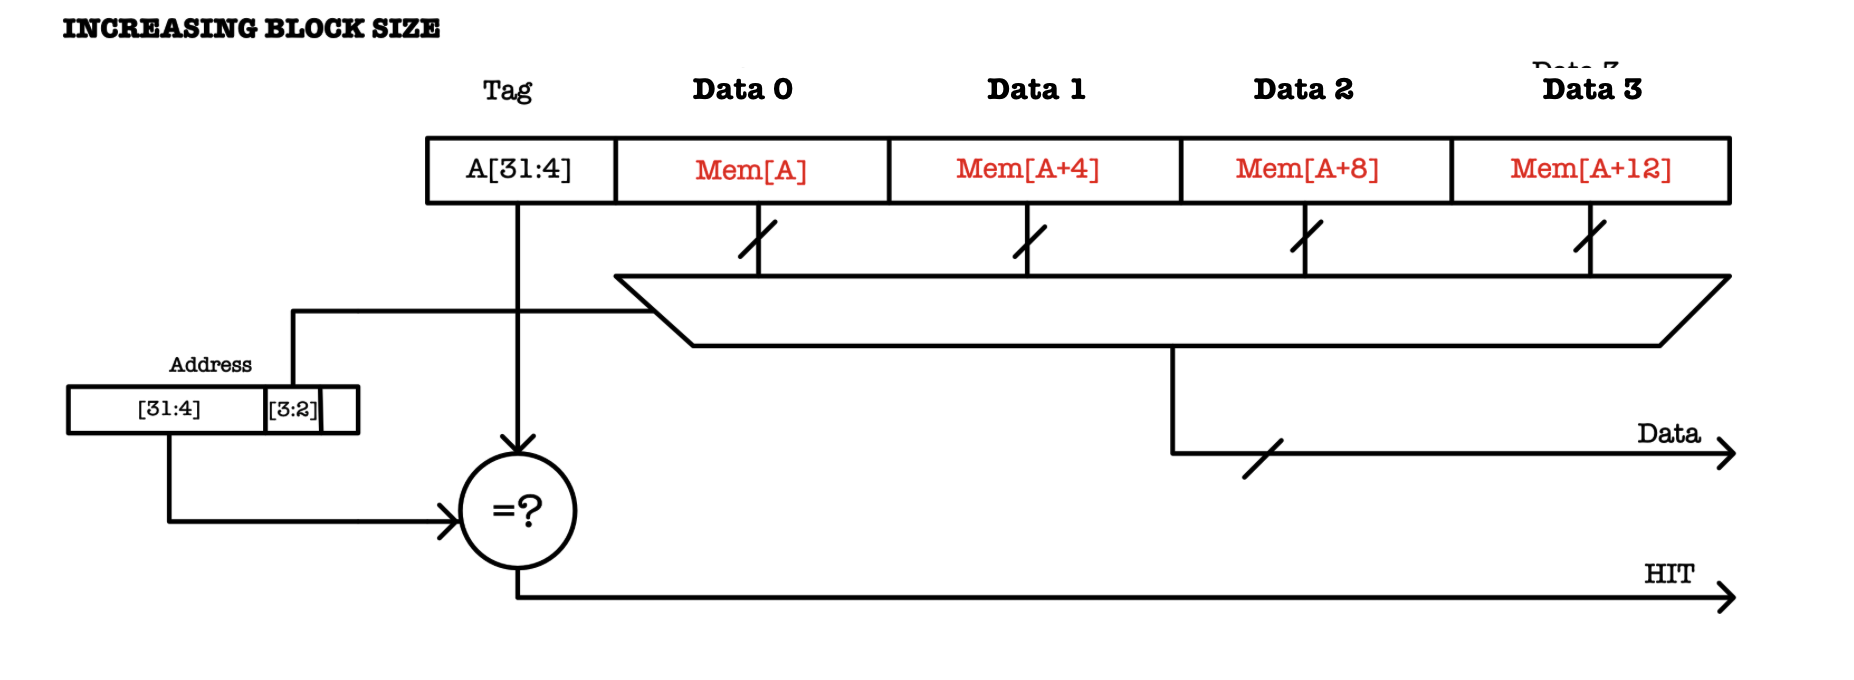 INCREASING BLOCK SIZE
Tag Data 0 Data 1 Data 2 Data 3
A[31:4] Mem[A] Mem[A+4] Mem[A+8] Mem[A+12]
Address
[31:4] [3:2]
Data
=?
HIT